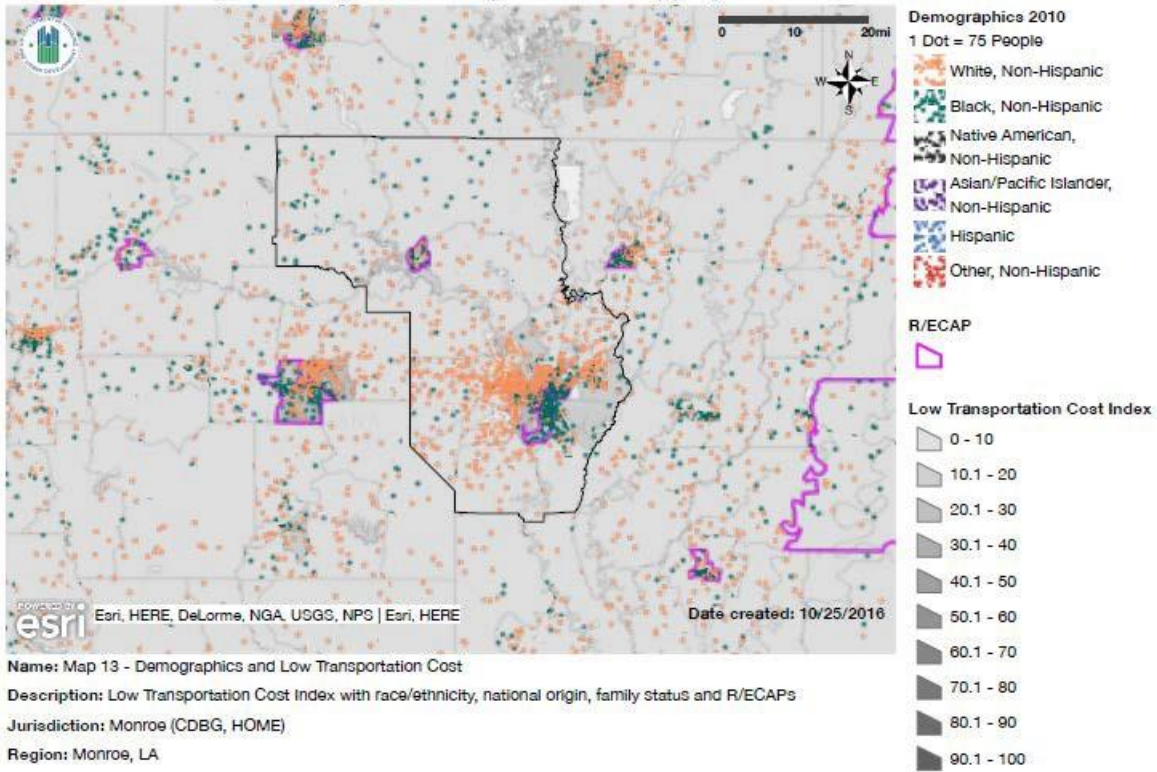 0 10 20mi
N
W E
S
POWERED BY
esri
Esri, HERE, DeLorme, NGA, USGS, NPS | Esri, HERE
Date created: 10/25/2016
Demographics 2010
1 Dot = 75 People
White, Non-Hispanic
Black, Non-Hispanic
Native American,
Non-Hispanic
Asian/Pacific Islander,
Non-Hispanic
Hispanic
Other, Non-Hispanic
R/ECAP
Low Transportation Cost Index
0 - 10
10.1 - 20
20.1 - 30
30.1 - 40
40.1 - 50
50.1 - 60
60.1 - 70
70.1 - 80
80.1 - 90
90.1 - 100
Name: Map 13 - Demographics and Low Transportation Cost
Description: Low Transportation Cost Index with race/ethnicity, national origin, family status and R/ECAPs
Jurisdiction: Monroe (CDBG, HOME)
Region: Monroe, LA